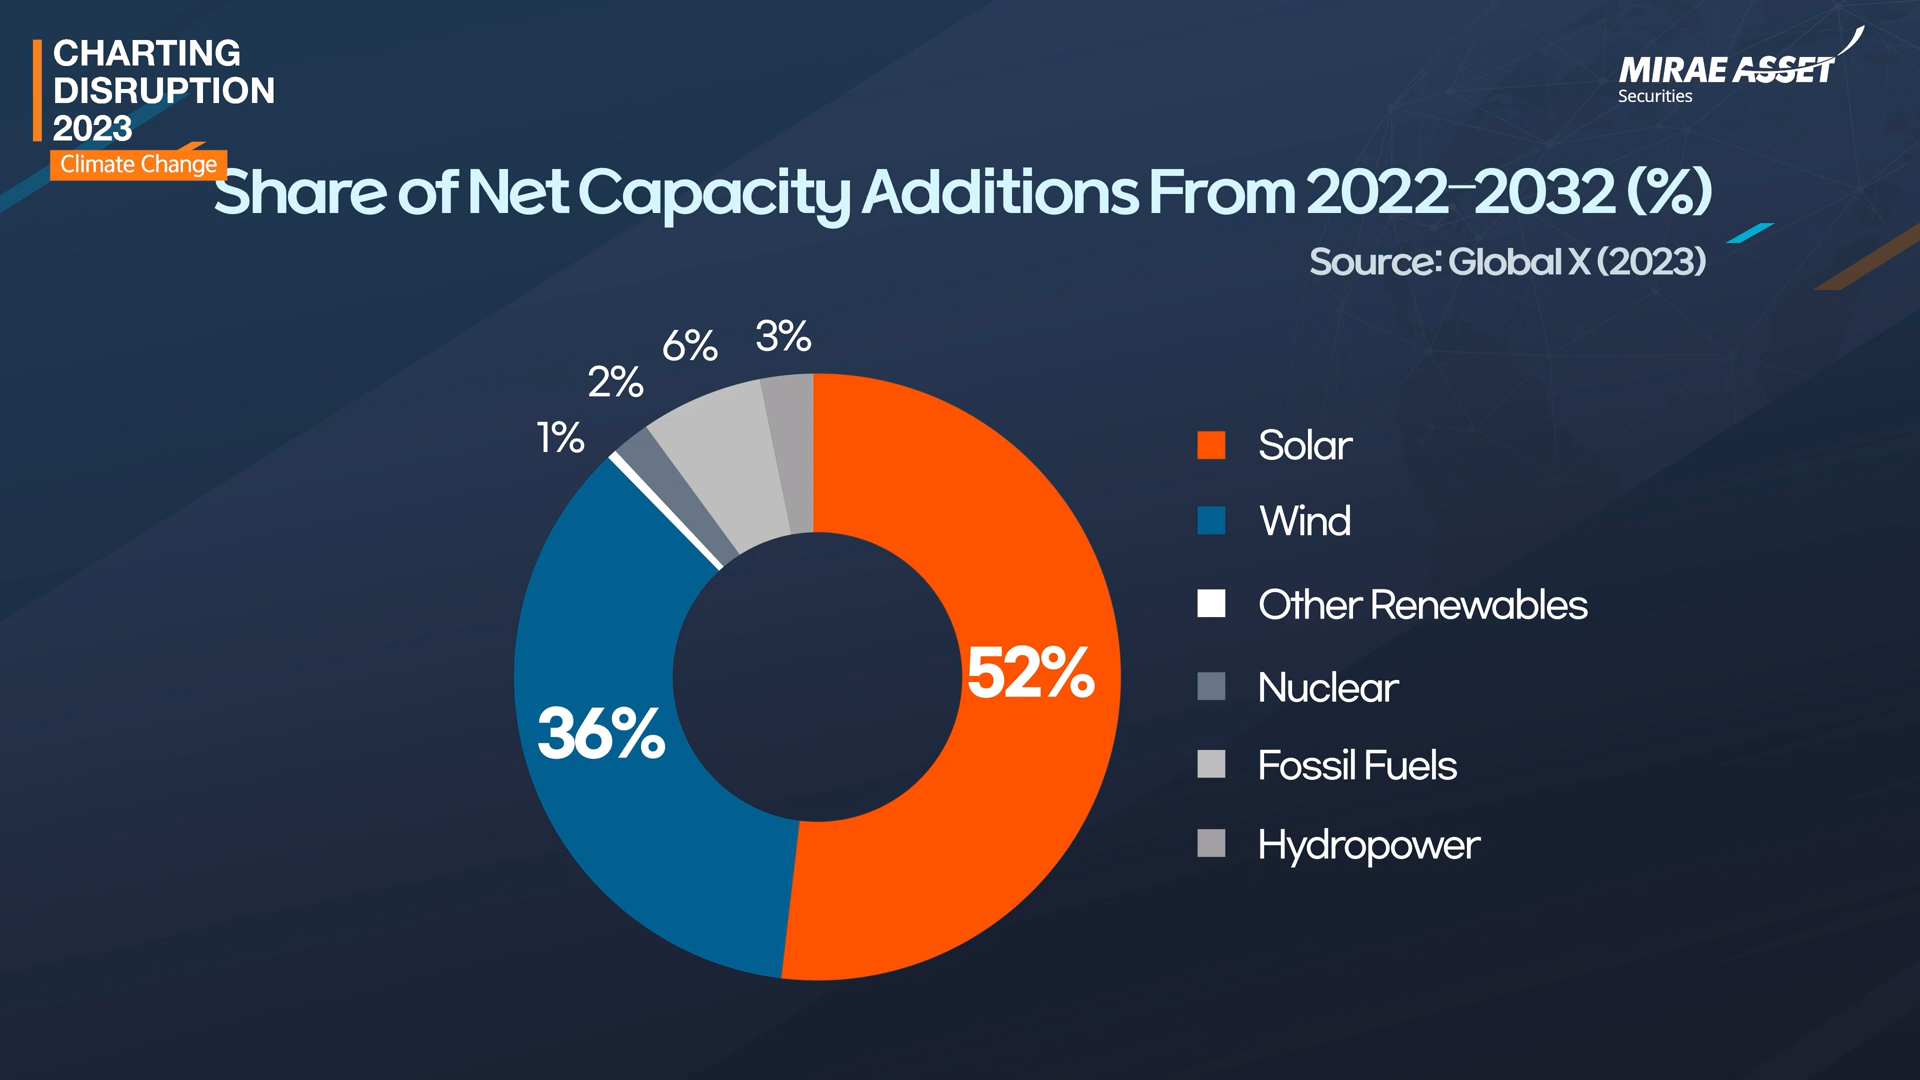 CHARTING
DISRUPTION
2023
Climate Change
MIRAE ASSET
Securities
Share of Net Capacity Additions From 2022–2032 (%)
Source: Global X (2023)
3%
6%
2%
1%
52%
36%
Solar
Wind
Other Renewables
Nuclear
Fossil Fuels
Hydropower